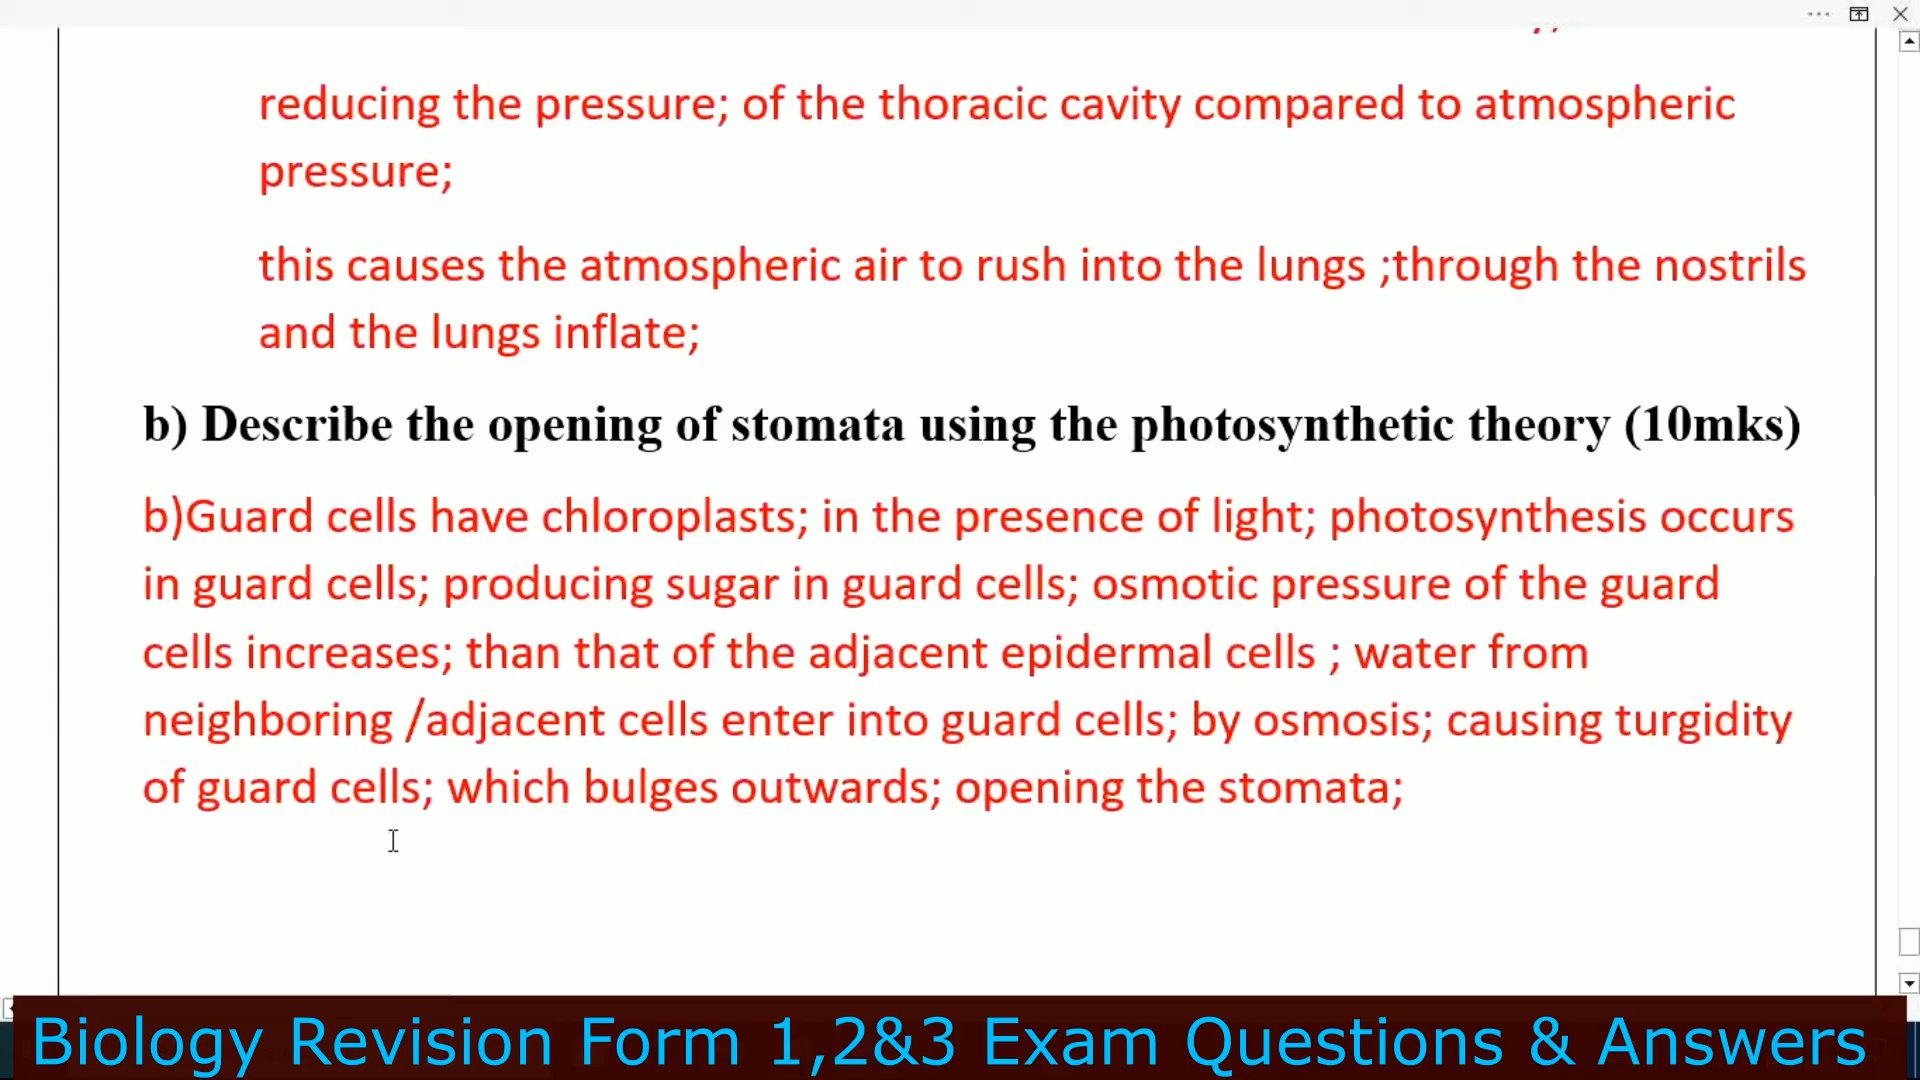 reducing the pressure; of the thoracic cavity compared to atmospheric
pressure;
this causes the atmospheric air to rush into the lungs ;through the nostrils
and the lungs inflate;
b) Describe the opening of stomata using the photosynthetic theory (10mks)
b)Guard cells have chloroplasts; in the presence of light; photosynthesis occurs
in guard cells; producing sugar in guard cells; osmotic pressure of the guard
cells increases; than that of the adjacent epidermal cells ; water from
neighboring /adjacent cells enter into guard cells; by osmosis; causing turgidity
of guard cells; which bulges outwards; opening the stomata;
Biology Revision Form 1,2&3 Exam Questions & Answers